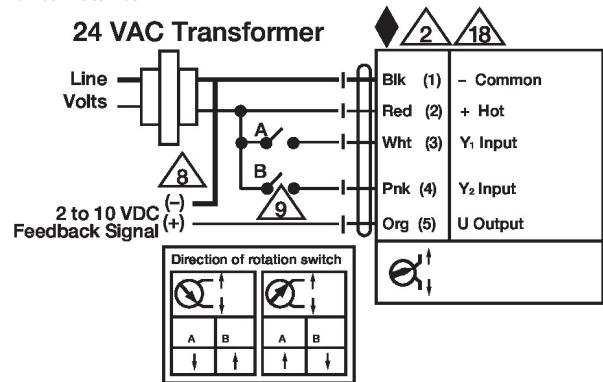 24 VAC Transformer
2
18
Line
Volts
Blk (1) – Common
Red (2) + Hot
A
Wht (3) Y₁ Input
B
Pnk (4) Y₂ Input
8
9
2 to 10 VDC (–)
Feedback Signal (+)
Org (5) U Output
Direction of rotation switch
A B A B